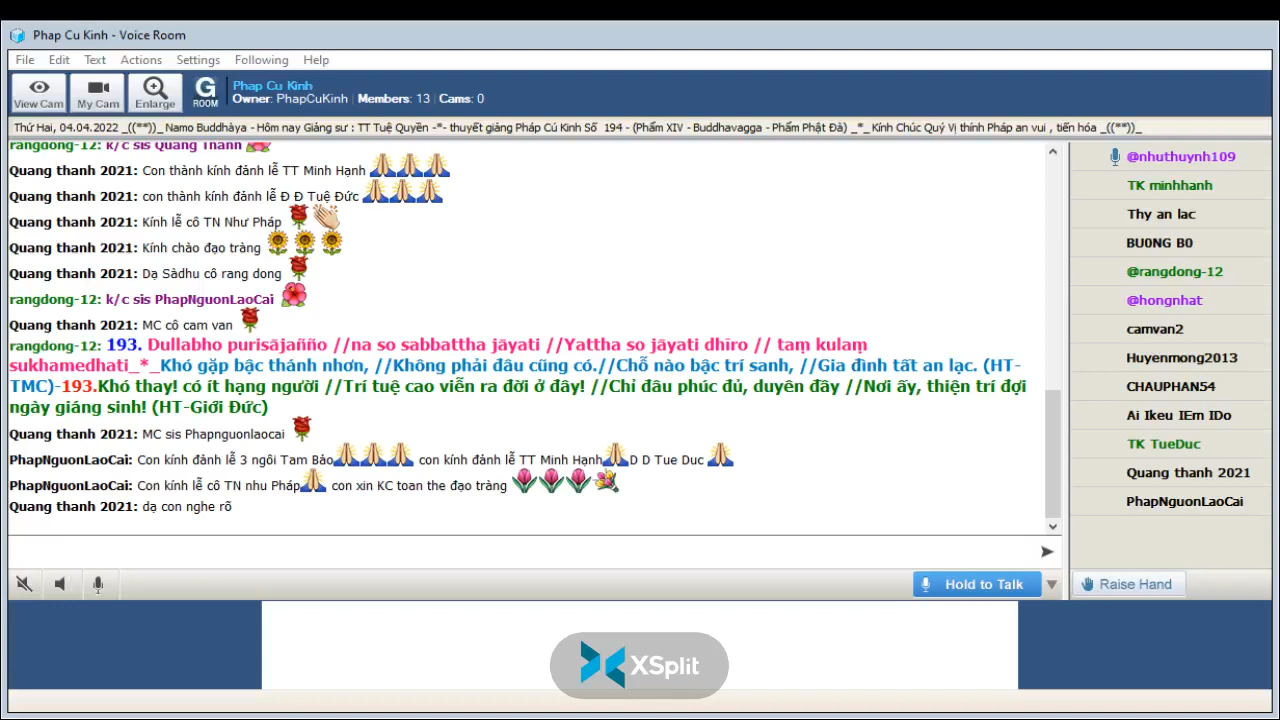 Phap Cu Kinh - Voice Room
File Edit Text Actions Settings Following Help
View Cam My Cam Enlarge G ROOM
Phap Cu Kinh
Owner: PhapCuKinh | Members: 13 | Cams: 0
Thứ Hai, 04.04.2022 _((**))_ Namo Buddhàya - Hôm nay Giảng sư : TT Tuệ Quyền -*- thuyết giảng Pháp Cú Kinh Số 194 - (Phẩm XIV - Buddhavagga - Phẩm Phật Đà) _*_ Kính Chúc Quý Vị thính Pháp an vui , tiến hóa _((**))_
rangdong-12: k/c sis Quang Thanh
Quang thanh 2021: Con thành kính đảnh lễ TT Minh Hạnh
Quang thanh 2021: con thành kính đảnh lễ Đ Đ Tuệ Đức
Quang thanh 2021: Kính lễ cô TN Như Pháp
Quang thanh 2021: Kính chào đạo tràng
Quang thanh 2021: Dạ Sàdhu cô rang dong
rangdong-12: k/c sis PhapNguonLaoCai
Quang thanh 2021: MC cô cam van
rangdong-12: 193. Dullabho purisājañño //na so sabbattha jāyati //Yattha so jāyati dhīro // taṃ kulaṃ
sukhamedhati_*_Khó gặp bậc thánh nhơn, //Không phải đâu cũng có.//Chỗ nào bậc trí sanh, //Gia đình tất an lạc. (HT-
TMC)-193.Khó thay! có ít hạng người //Trí tuệ cao viễn ra đời ở đây! //Chỉ đâu phúc đủ, duyên đầy //Nơi ấy, thiện trí đợi
ngày giáng sinh! (HT-Giới Đức)
Quang thanh 2021: MC sis Phapnguonlaocai
PhapNguonLaoCai: Con kính đảnh lễ 3 ngôi Tam Bảo con kính đảnh lễ TT Minh Hạnh D D Tue Duc
PhapNguonLaoCai: Con kính lễ cô TN nhu Pháp con xin KC toan the đạo tràng
Quang thanh 2021: dạ con nghe rõ
Hold to Talk
@nhuthuynh109
TK minhhanh
Thy an lac
BU0NG B0
@rangdong-12
@hongnhat
camvan2
Huyenmong2013
CHAUPHAN54
Ai Ikeu IEm IDo
TK TueDuc
Quang thanh 2021
PhapNguonLaoCai
Raise Hand
XSplit